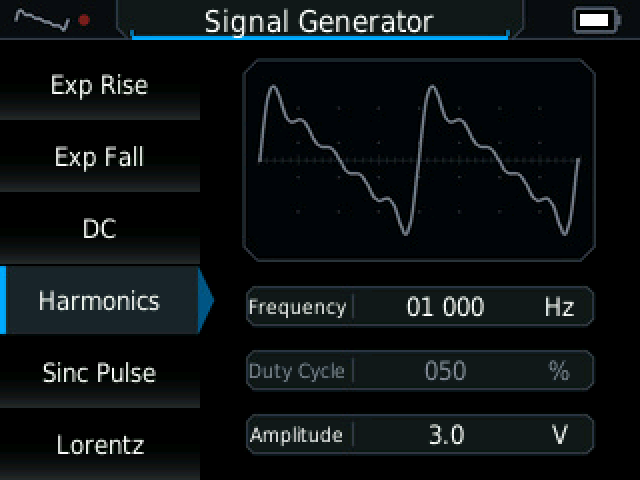 Signal Generator
Exp Rise
Exp Fall
DC
Harmonics
Sinc Pulse
Lorentz
Frequency 01 000 Hz
Duty Cycle 050 %
Amplitude 3.0 V